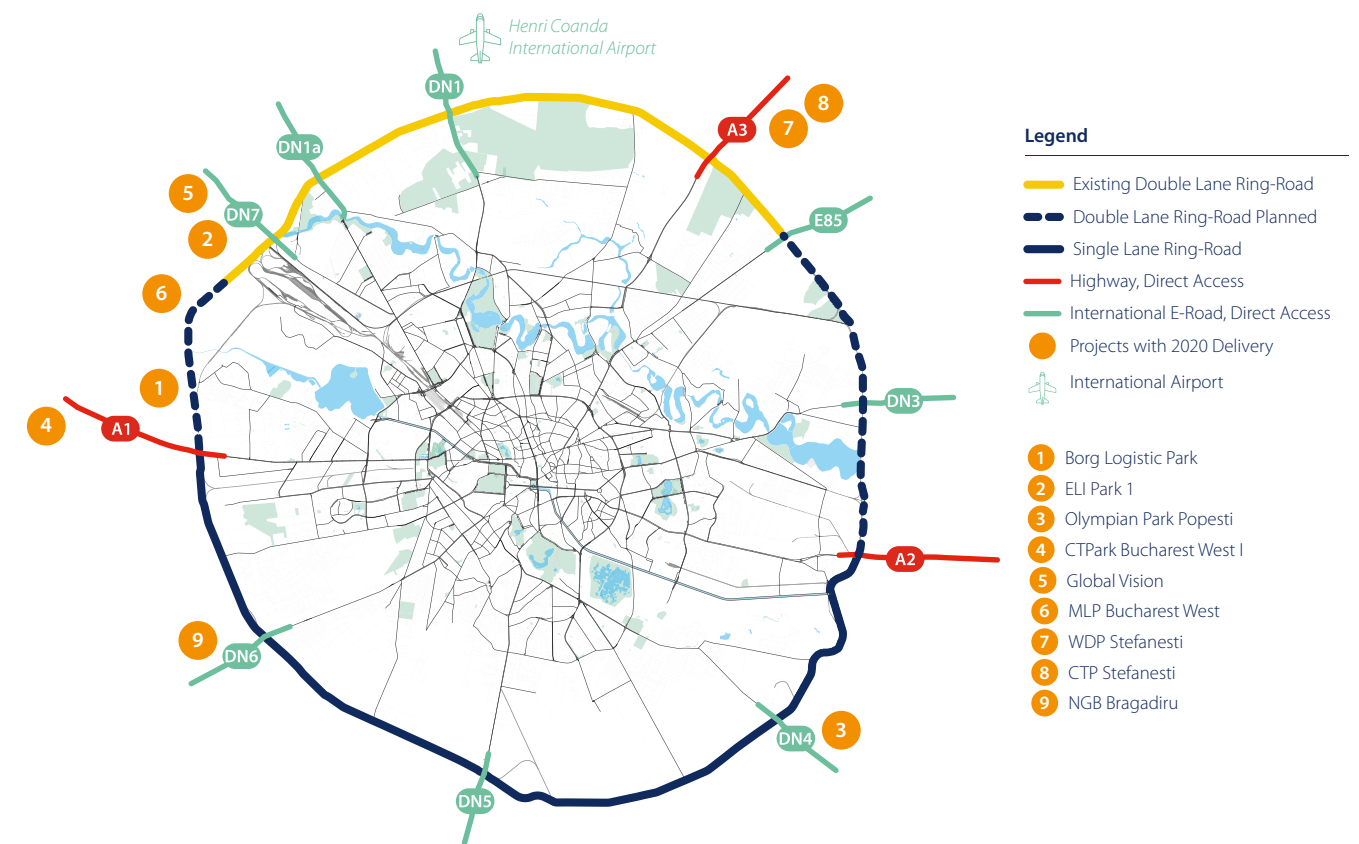 Henri Coanda
International Airport
DN1
8
A3
7
DN1a
5
DN7
E85
2
6
1
DN3
4
A1
A2
9
DN6
3
DN4
DN5
Legend
Existing Double Lane Ring-Road
Double Lane Ring-Road Planned
Single Lane Ring-Road
Highway, Direct Access
International E-Road, Direct Access
Projects with 2020 Delivery
International Airport
1 Borg Logistic Park
2 ELI Park 1
3 Olympian Park Popesti
4 CTPark Bucharest West I
5 Global Vision
6 MLP Bucharest West
7 WDP Stefanesti
8 CTP Stefanesti
9 NGB Bragadiru